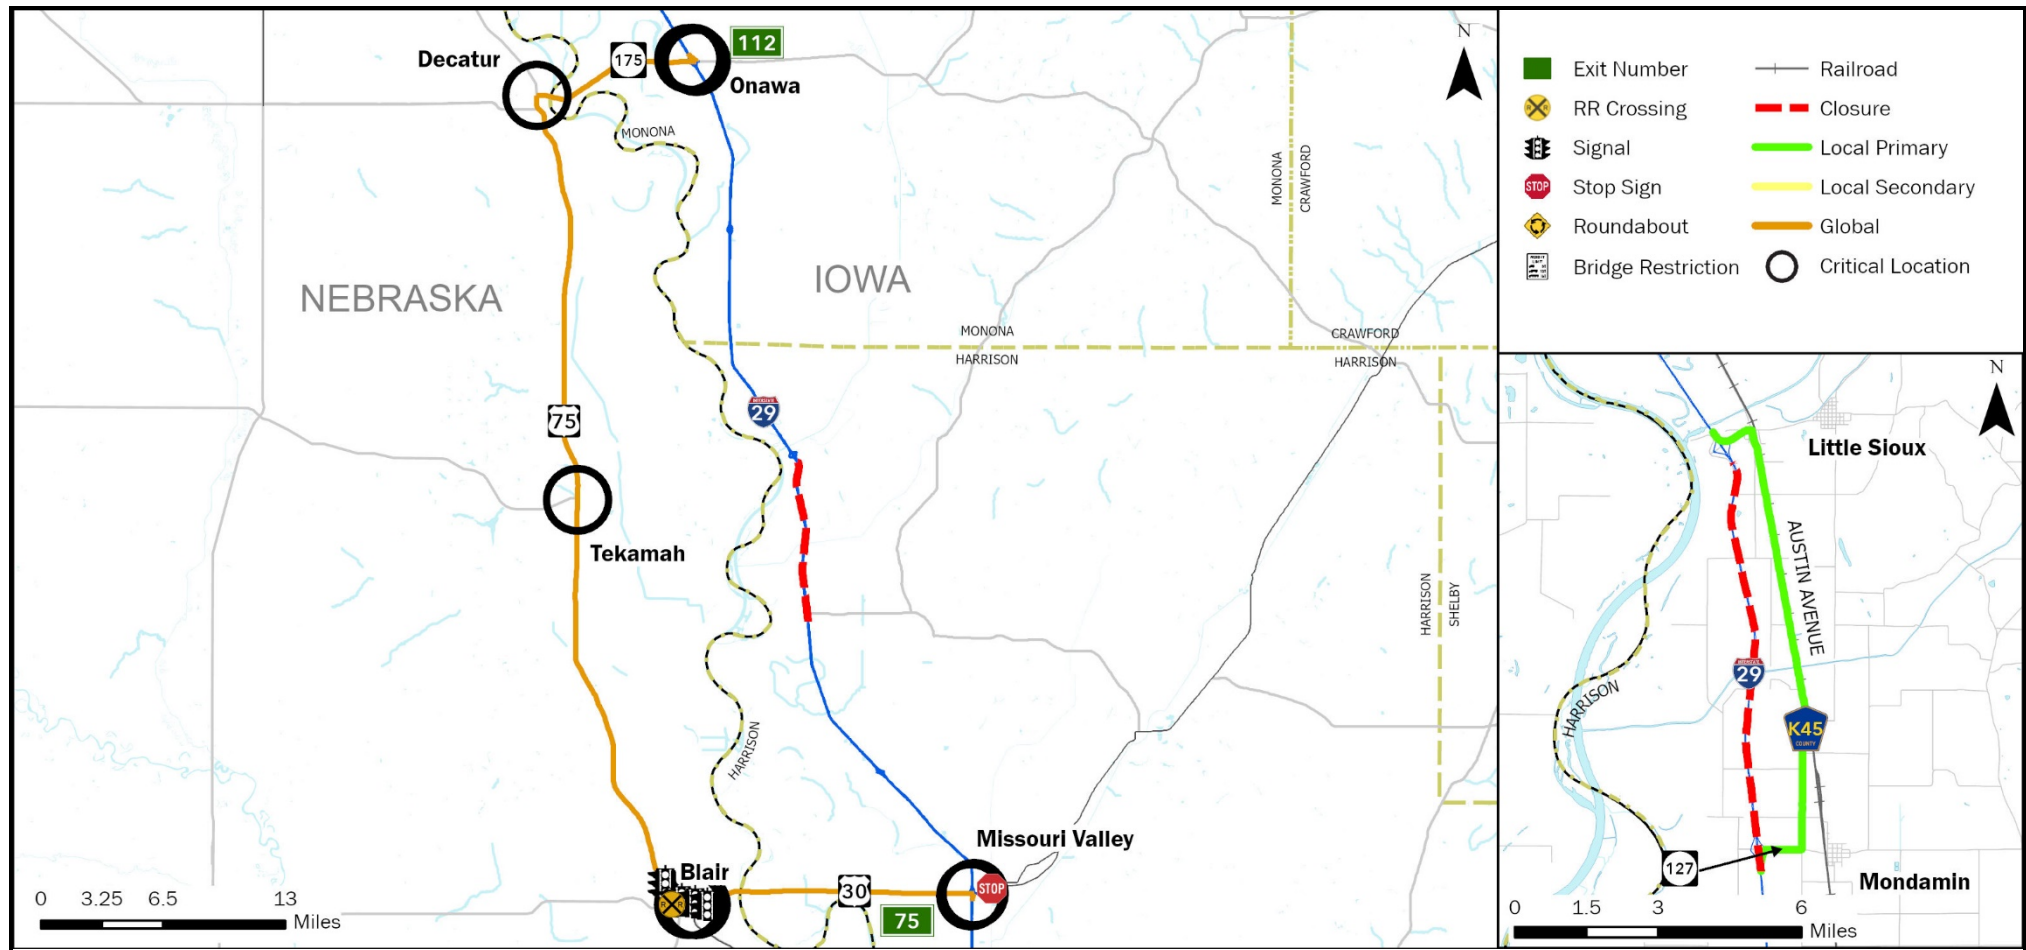 Decatur
175
112
Onawa
N
MONONA
MONONA
CRAWFORD
NEBRASKA
IOWA
MONONA
HARRISON
CRAWFORD
HARRISON
29
75
Tekamah
HARRISON
SHELBY
HARRISON
Missouri Valley
Blair
R R
30
STOP
75
0 3.25 6.5 13
Miles
Exit Number
RR Crossing
Signal
STOP
Stop Sign
Roundabout
Bridge Restriction
Railroad
Closure
Local Primary
Local Secondary
Global
Critical Location
N
Little Sioux
AUSTIN AVENUE
29
HARRISON
K45
COUNTY
127
Mondamin
0 1.5 3 6
Miles